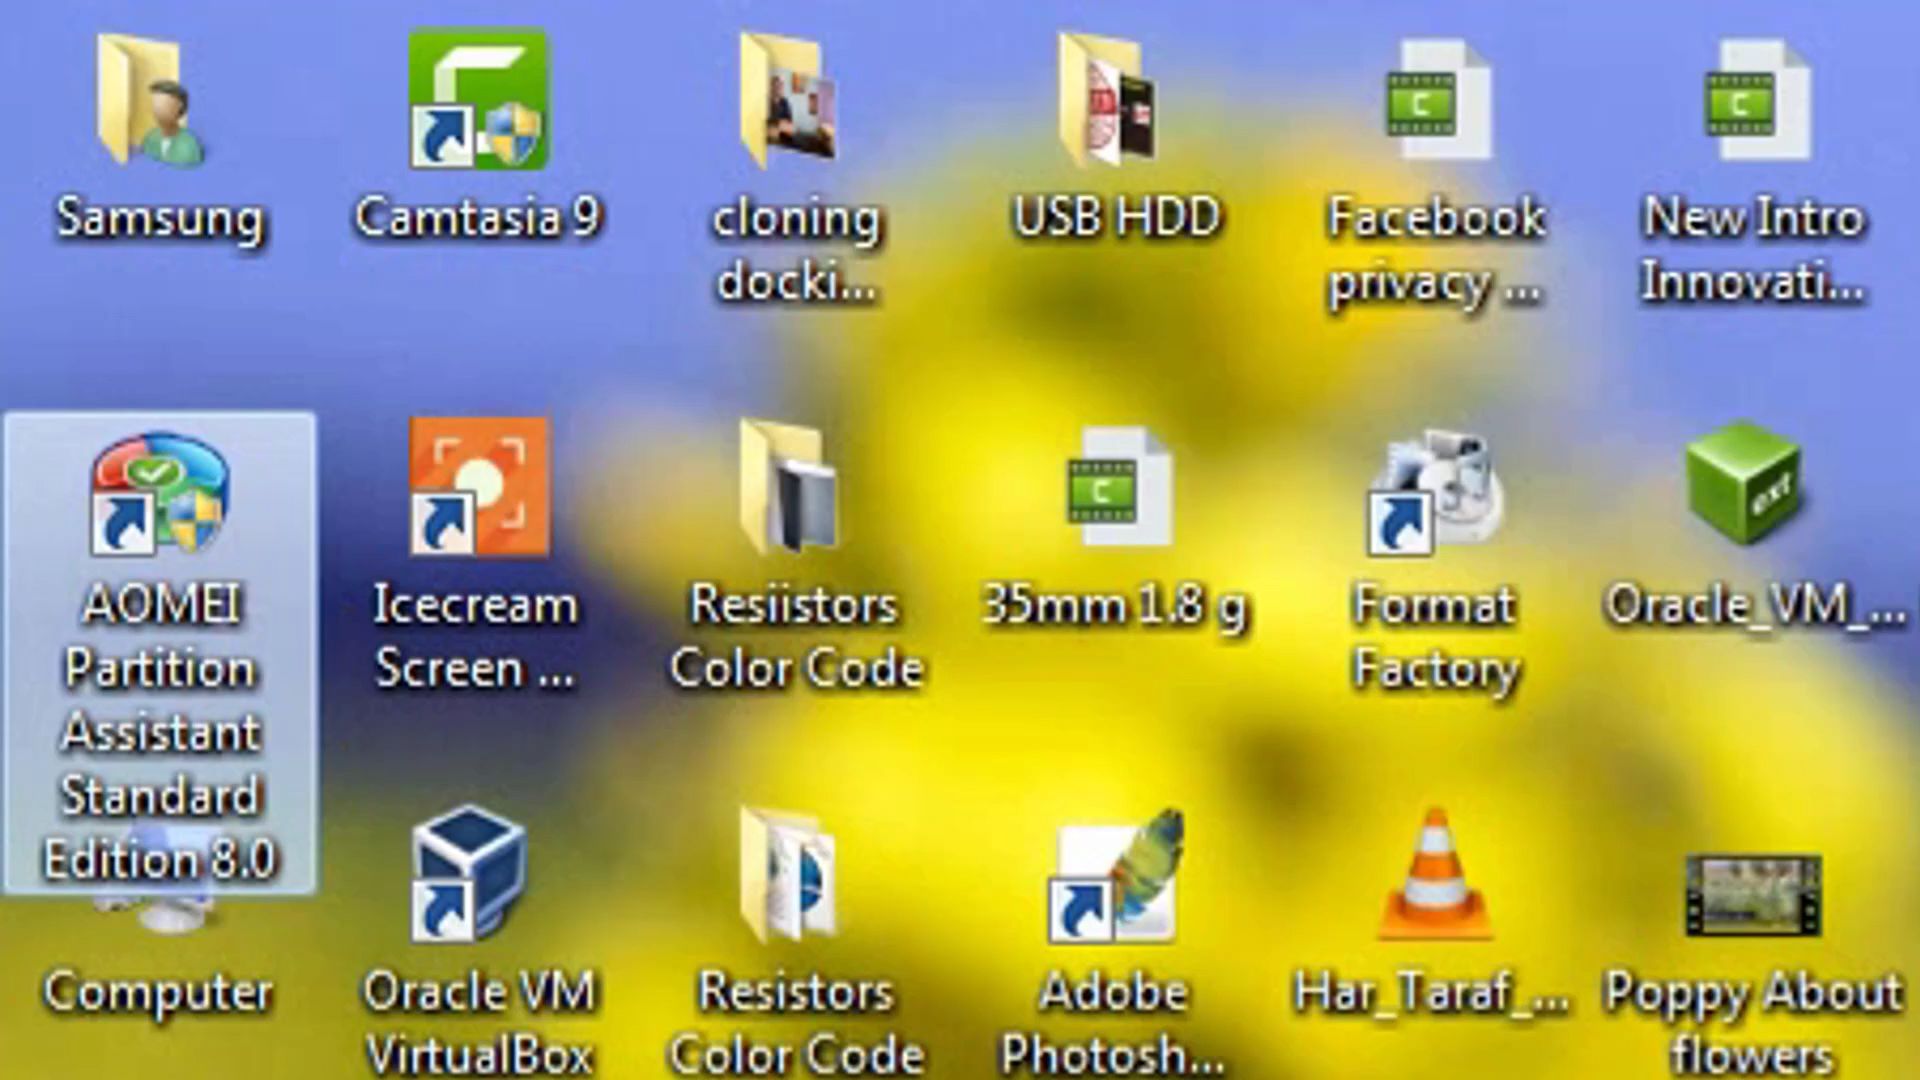 Samsung
Camtasia 9
cloning
docki...
USB HDD
Facebook
privacy ...
New Intro
Innovati...
AOMEI
Partition
Assistant
Standard
Edition 8.0
Icecream
Screen ...
Resiistors
Color Code
C
35mm 1.8 g
Format
Factory
ext
Oracle_VM_...
Computer
Oracle VM
VirtualBox
Resistors
Color Code
Adobe
Photosh...
Har_Taraf_...
Poppy About
flowers